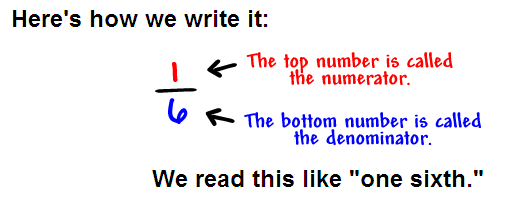 Here's how we write it:
1
The top number is called
the numerator.
6
The bottom number is called
the denominator.
We read this like "one sixth."